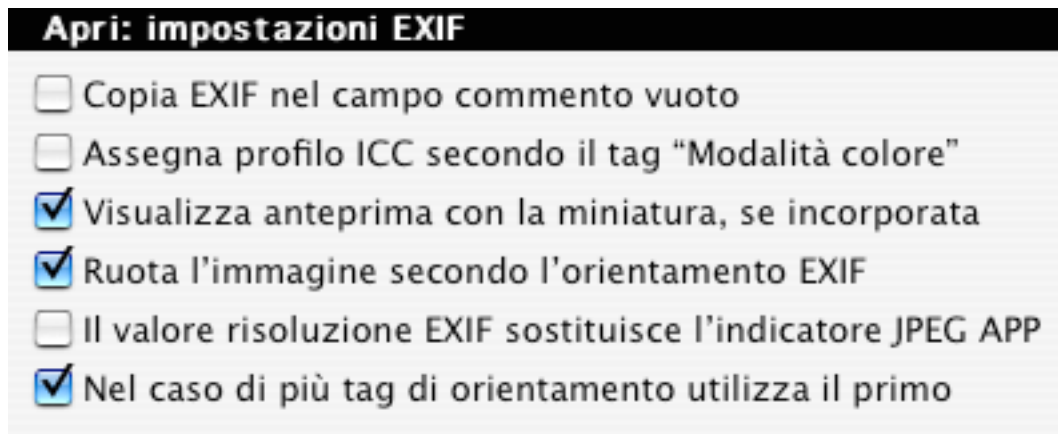 Apri: impostazioni EXIF
Copia EXIF nel campo commento vuoto
Assegna profilo ICC secondo il tag “Modalità colore”
Visualizza anteprima con la miniatura, se incorporata
Ruota l’immagine secondo l’orientamento EXIF
Il valore risoluzione EXIF sostituisce l’indicatore JPEG APP
Nel caso di più tag di orientamento utilizza il primo